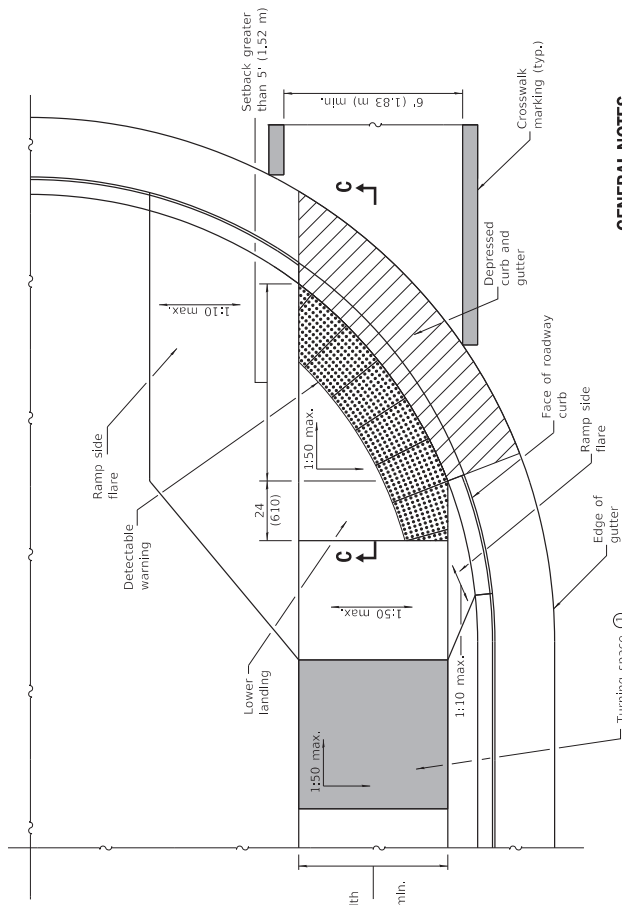 Setback greater
than 5' (1.52 m)
6' (1.83 m) min.
Crosswalk
marking (typ.)
GENERAL NOTES
Ramp side
flare
1:10 max.
C
Depressed
curb and
gutter
Detectable
warning
1:50 max.
Face of roadway
curb
24
(610)
Ramp side
flare
C
Lower
landing
1:50 max.
Edge of
gutter
1:10 max.
1:50 max.
Turning space 1
min.